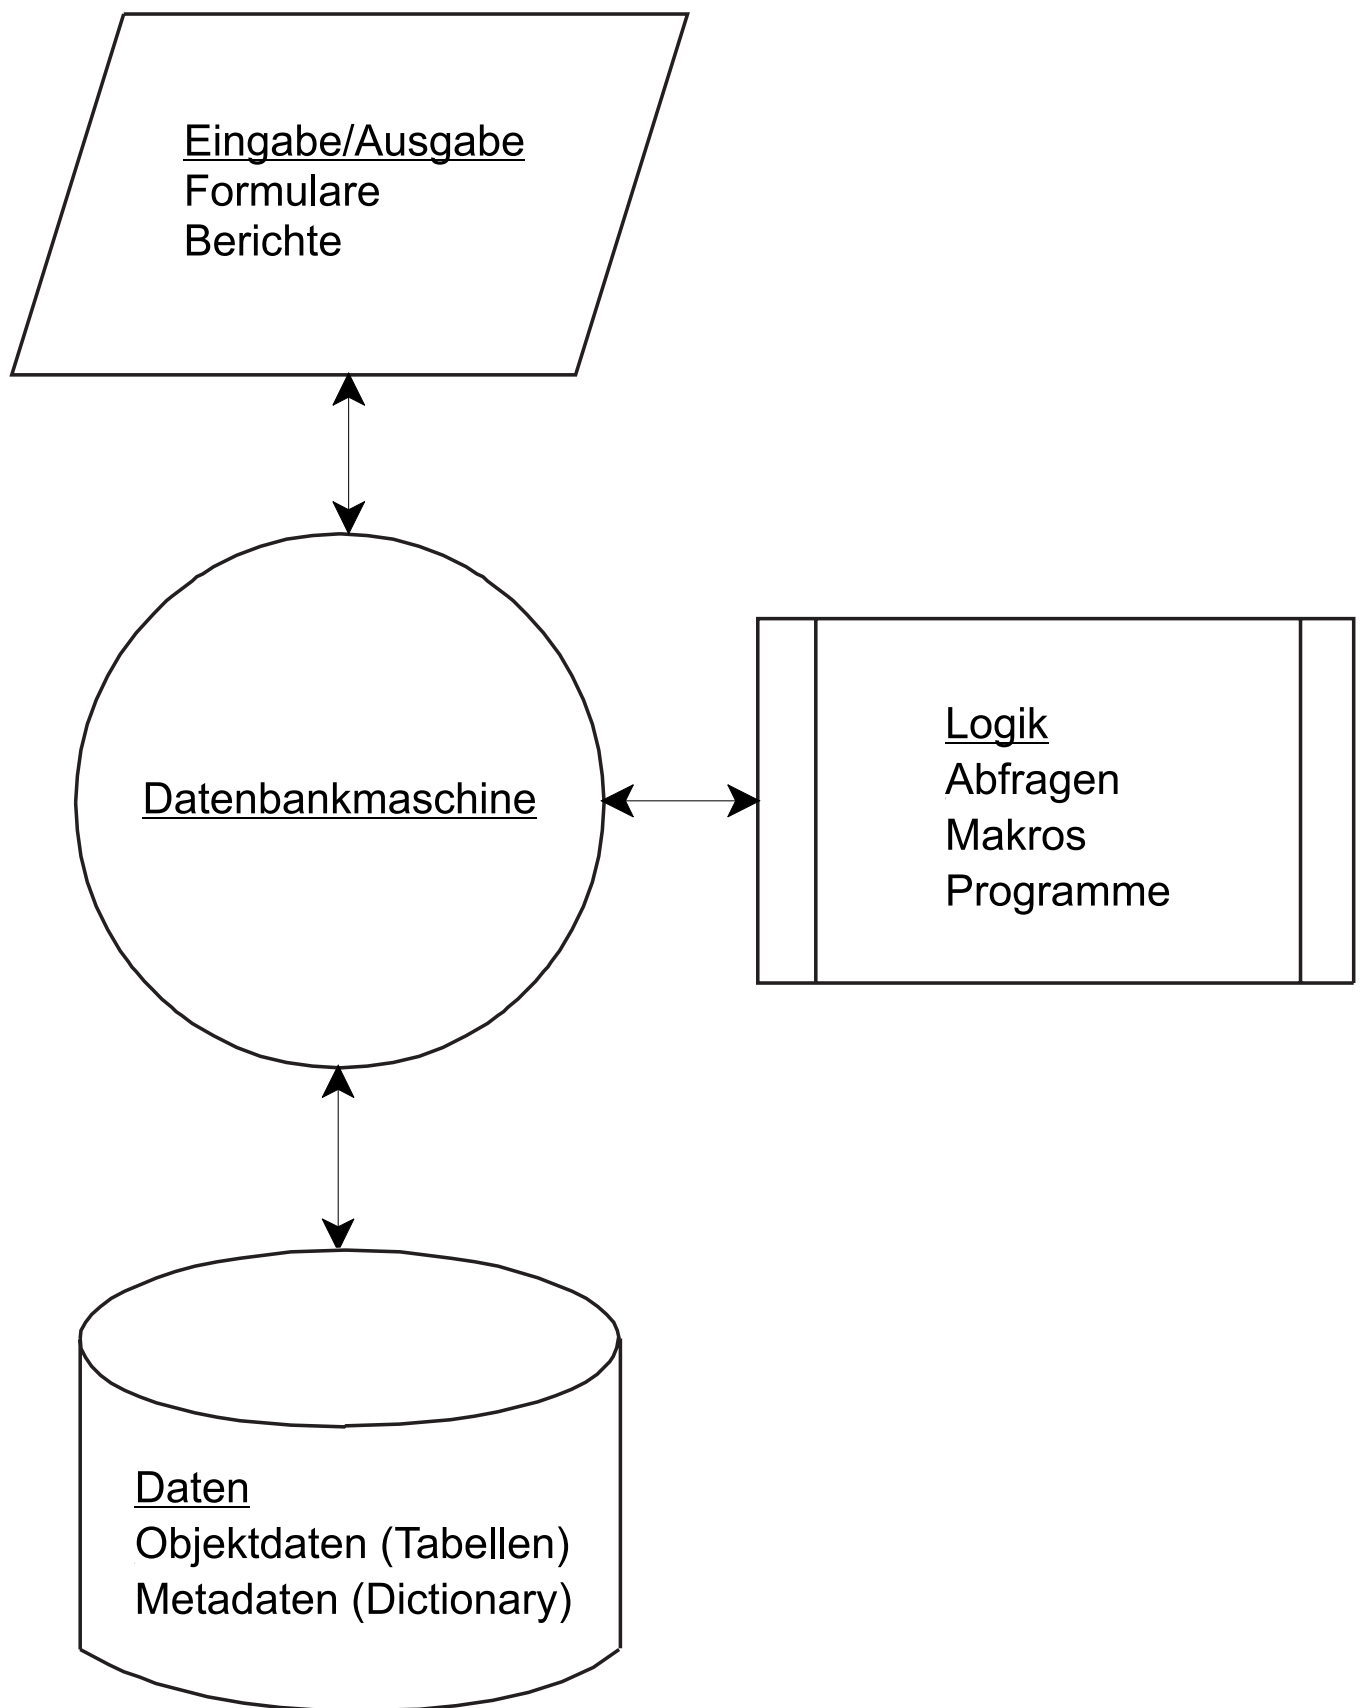 Eingabe/Ausgabe
Formulare
Berichte
Datenbankmaschine
Logik
Abfragen
Makros
Programme
Daten
Objektdaten (Tabellen)
Metadaten (Dictionary)